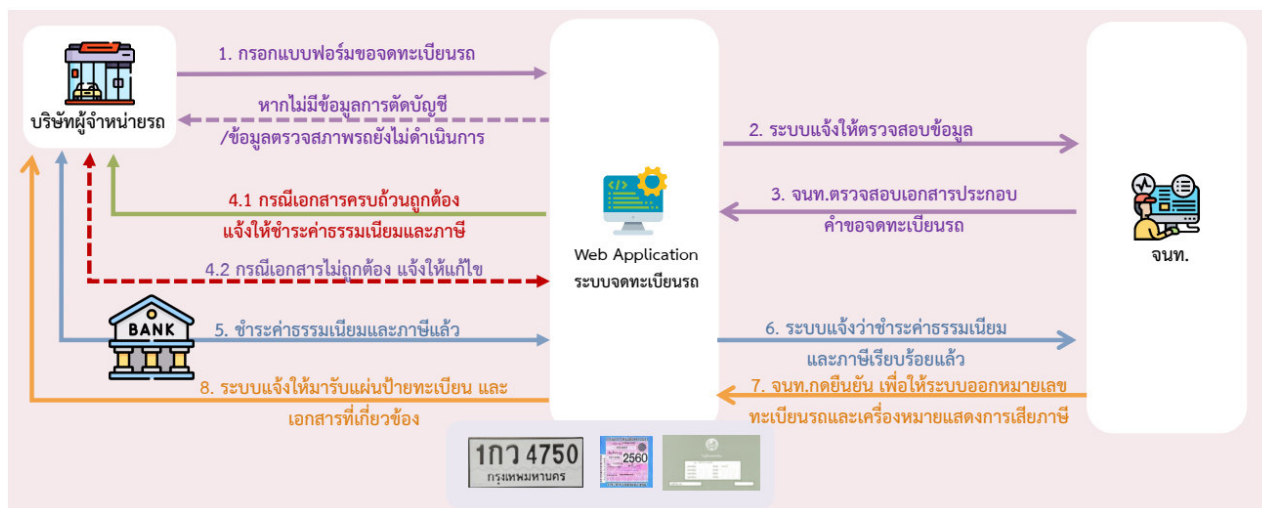 บริษัทผู้จำหน่ายรถ
1. กรอกแบบฟอร์มขอจดทะเบียนรถ
หากไม่มีข้อมูลการตัดบัญชี
/ข้อมูลตรวจสภาพรถยังไม่ดำเนินการ
2. ระบบแจ้งให้ตรวจสอบข้อมูล
3. จนท.ตรวจสอบเอกสารประกอบ
คำขอจดทะเบียนรถ
จนท.
Web Application
ระบบจดทะเบียนรถ
4.1 กรณีเอกสารครบถ้วนถูกต้อง
แจ้งให้ชำระค่าธรรมเนียมและภาษี
4.2 กรณีเอกสารไม่ถูกต้อง แจ้งให้แก้ไข
BANK
5. ชำระค่าธรรมเนียมและภาษีแล้ว
6. ระบบแจ้งว่าชำระค่าธรรมเนียม
และภาษีเรียบร้อยแล้ว
7. จนท.กดยืนยัน เพื่อให้ระบบออกหมายเลข
ทะเบียนรถและเครื่องหมายแสดงการเสียภาษี
8. ระบบแจ้งให้มารับแผ่นป้ายทะเบียน และ
เอกสารที่เกี่ยวข้อง
1กว 4750
กรุงเทพมหานคร
2560